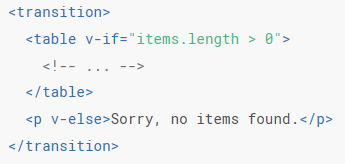 <transition>
  <table v-if="items.length > 0">
    <!-- ... -->
  </table>
  <p v-else>Sorry, no items found.</p>
</transition>